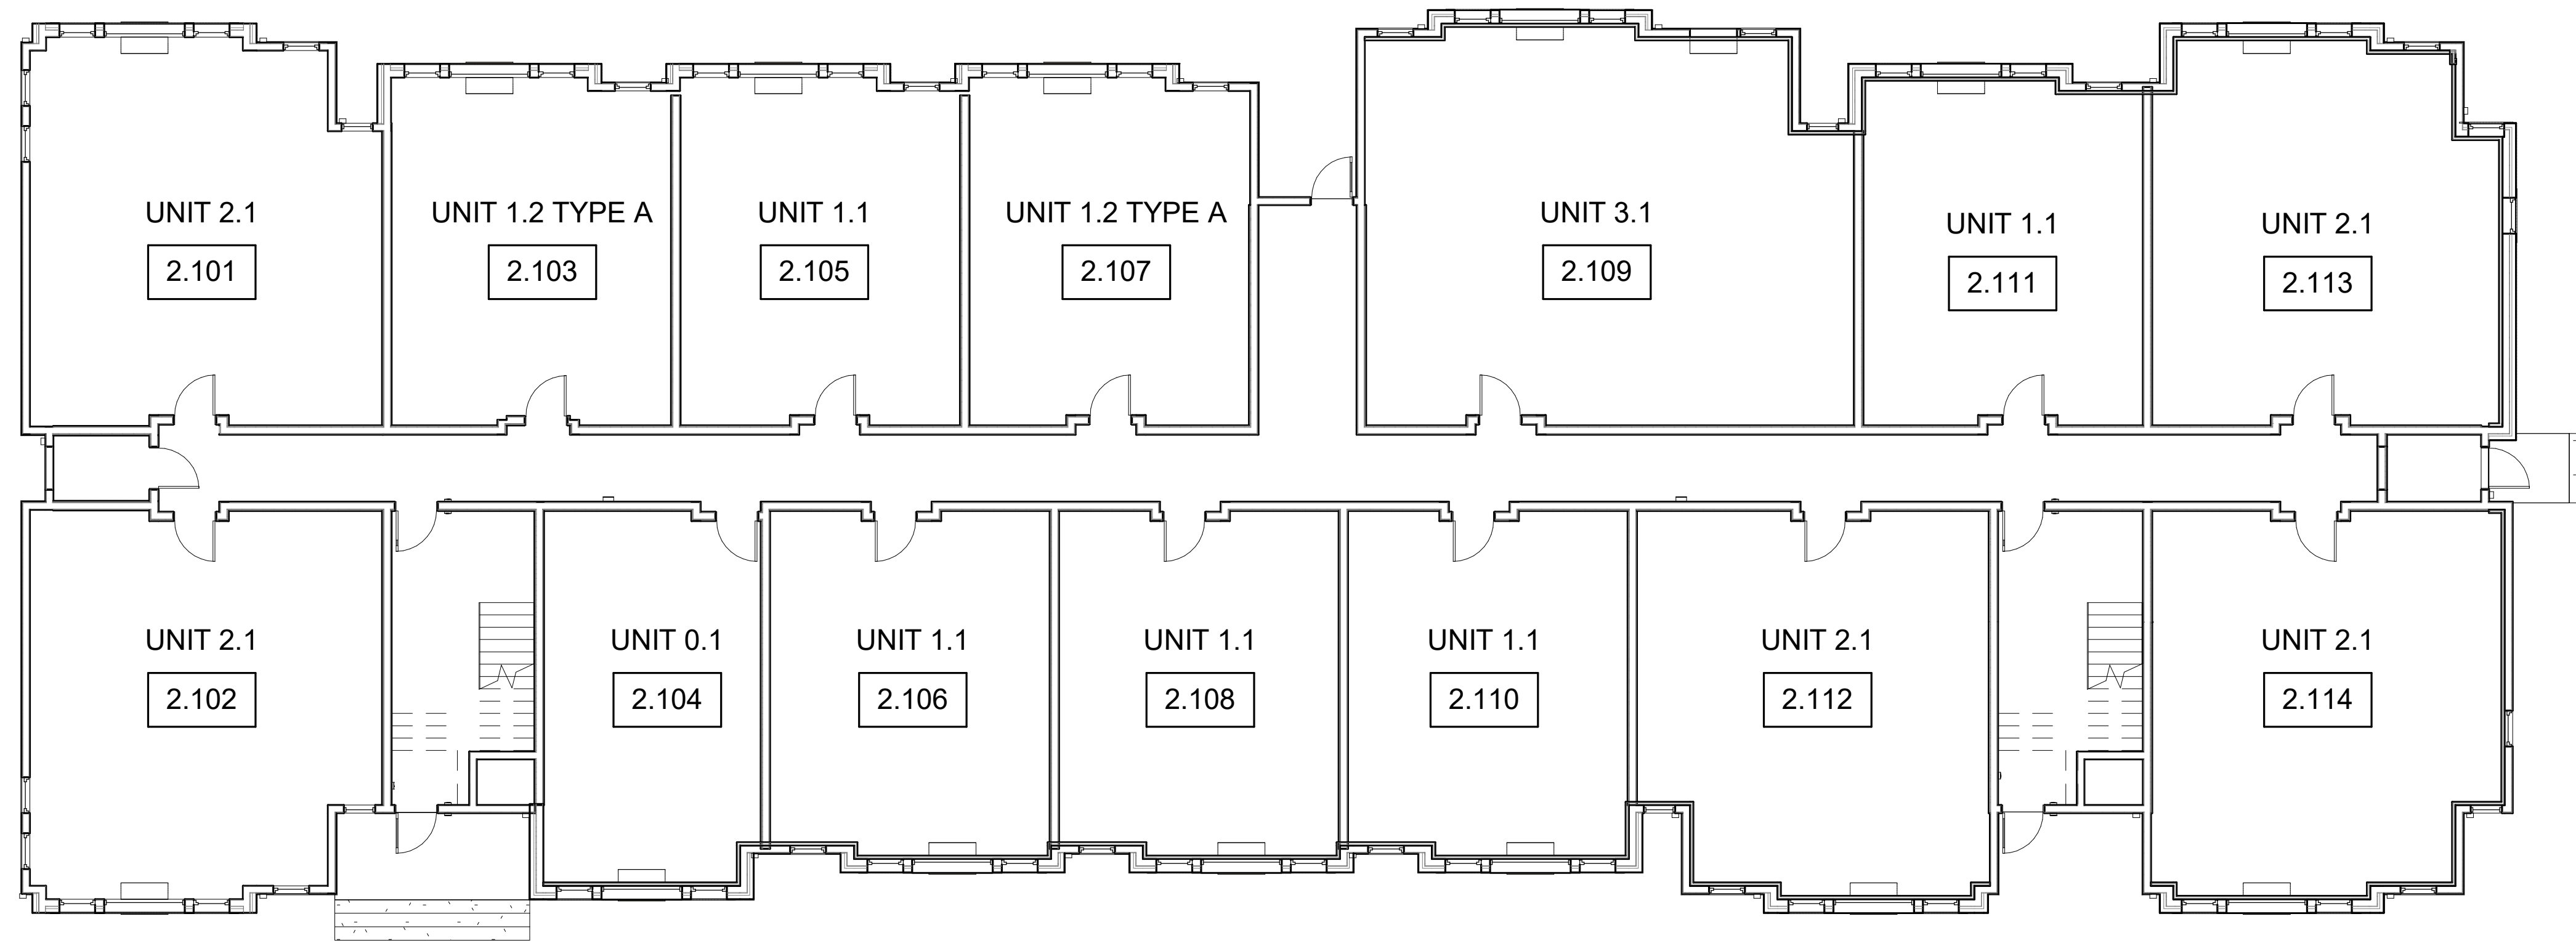 UNIT 2.1
2.101
UNIT 1.2 TYPE A
2.103
UNIT 1.1
2.105
UNIT 1.2 TYPE A
2.107
UNIT 3.1
2.109
UNIT 1.1
2.111
UNIT 2.1
2.113
UNIT 2.1
2.102
UNIT 0.1
2.104
UNIT 1.1
2.106
UNIT 1.1
2.108
UNIT 1.1
2.110
UNIT 2.1
2.112
UNIT 2.1
2.114